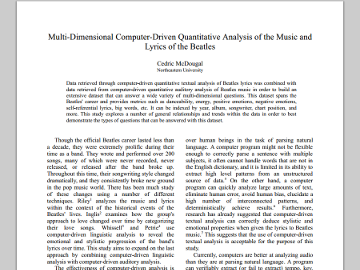 Multi-Dimensional Computer-Driven Quantitative Analysis of the Music and
Lyrics of the Beatles
Cedric McDougal
Northeastern University
Data retrieved through computer-driven quantitative textual analysis of Beatles lyrics was combined with
data retrieved from computer-driven quantitative auditory analysis of Beatles music in order to build an
extensive dataset that can answer a wide variety of multi-dimensional questions. This dataset spans the
Beatles' career and provides metrics such as danceability, energy, positive emotions, negative emotions,
self-referential lyrics, big words, etc. It can be indexed by year, album, songwriter, chart position, and
more. This study explores a number of general relationships and trends within the data in order to best
demonstrate the types of questions that can be answered with this dataset.
Though the official Beatles career lasted less than
a decade, they were extremely prolific during their
time as a band. They wrote and performed over 200
songs, many of which were never recorded, never
released, or released after the band broke up.
Throughout this time, their songwriting style changed
dramatically, and they consistently broke new ground
in the pop music world. There has been much study
of these changes using a number of different
techniques. Riley¹ analyzes the music and lyrics
within the context of the historical events of the
Beatles' lives. Inglis² examines how the group's
approach to love changed over time by categorizing
their love songs. Whissell³ and Petrie⁴ use
computer-driven linguistic analysis to reveal the
emotional and stylistic progression of the band's
lyrics over time. This study aims to expand on the last
approach by combining computer-driven linguistic
analysis with computer-driven auditory analysis.
The effectiveness of computer-driven analysis is
over human beings in the task of parsing natural
language. A computer program might not be flexible
enough to correctly parse a sentence with multiple
subjects, it often cannot handle words that are not in
the English dictionary, and it is limited in its ability to
extract high level patterns from an unstructured
source of data. On the other hand, a computer
program can quickly analyze large amounts of text,
eliminate human error, avoid human bias, elucidate a
high number of interconnected patterns, and
deterministically achieve results. Furthermore,
research has already suggested that computer-driven
textual analysis can correctly deduce stylistic and
emotional properties when given the lyrics to Beatles
music. This suggests that the use of computer-driven
textual analysis is acceptable for the purpose of this
study.
Currently, computers are better at analyzing audio
than they are at parsing natural language. A program
can verifiably extract (or fail to extract) tempo, key,